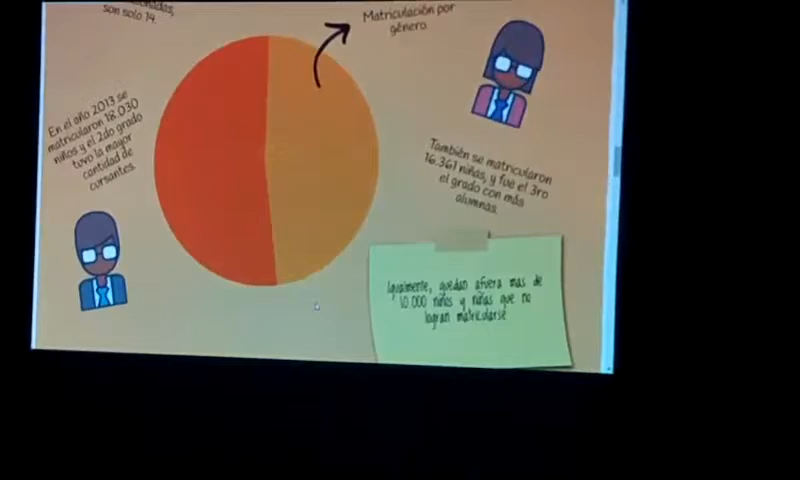 son solo 14.
Matriculación por
género
En el año 2013 se
matricularon 18.030
niños y el 2do grado
tuvo la mayor
cantidad de
cursantes.
También se matricularon
16.361 niñas, y fue el 3ro
el grado con más
alumnas.
Igualmente, quedan afuera mas de
10.000 niños y niñas que no
logran matricularse